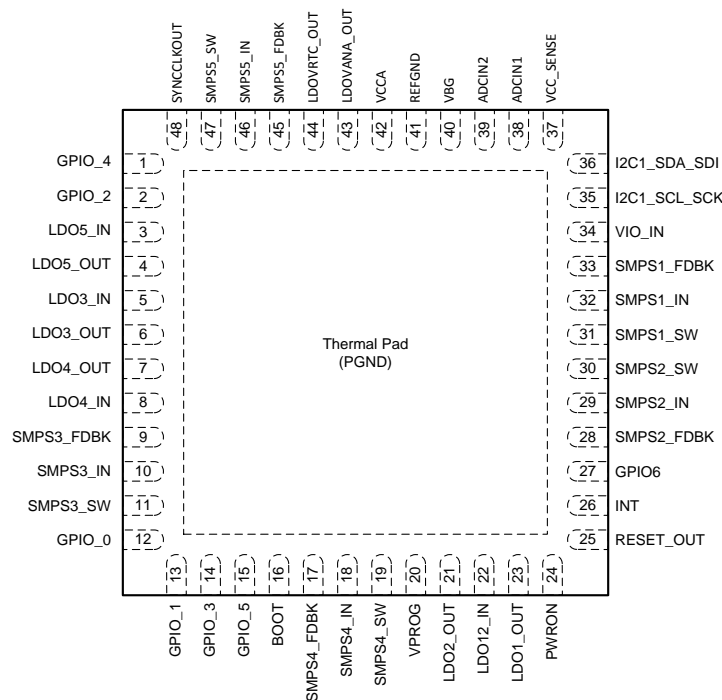 SYNCCLKOUT
SMPS5_SW
SMPS5_IN
SMPS5_FDBK
LDOVRTC_OUT
LDOVANA_OUT
VCCA
REFGND
VBG
ADCIN2
ADCIN1
VCC_SENSE
48
47
46
45
44
43
42
41
40
39
38
37
GPIO_4 1
GPIO_2 2
LDO5_IN 3
LDO5_OUT 4
LDO3_IN 5
LDO3_OUT 6
LDO4_OUT 7
LDO4_IN 8
SMPS3_FDBK 9
SMPS3_IN 10
SMPS3_SW 11
GPIO_0 12
Thermal Pad
(PGND)
36 I2C1_SDA_SDI
35 I2C1_SCL_SCK
34 VIO_IN
33 SMPS1_FDBK
32 SMPS1_IN
31 SMPS1_SW
30 SMPS2_SW
29 SMPS2_IN
28 SMPS2_FDBK
27 GPIO6
26 INT
25 RESET_OUT
13
14
15
16
17
18
19
20
21
22
23
24
GPIO_1
GPIO_3
GPIO_5
BOOT
SMPS4_FDBK
SMPS4_IN
SMPS4_SW
VPROG
LDO2_OUT
LDO12_IN
LDO1_OUT
PWRON